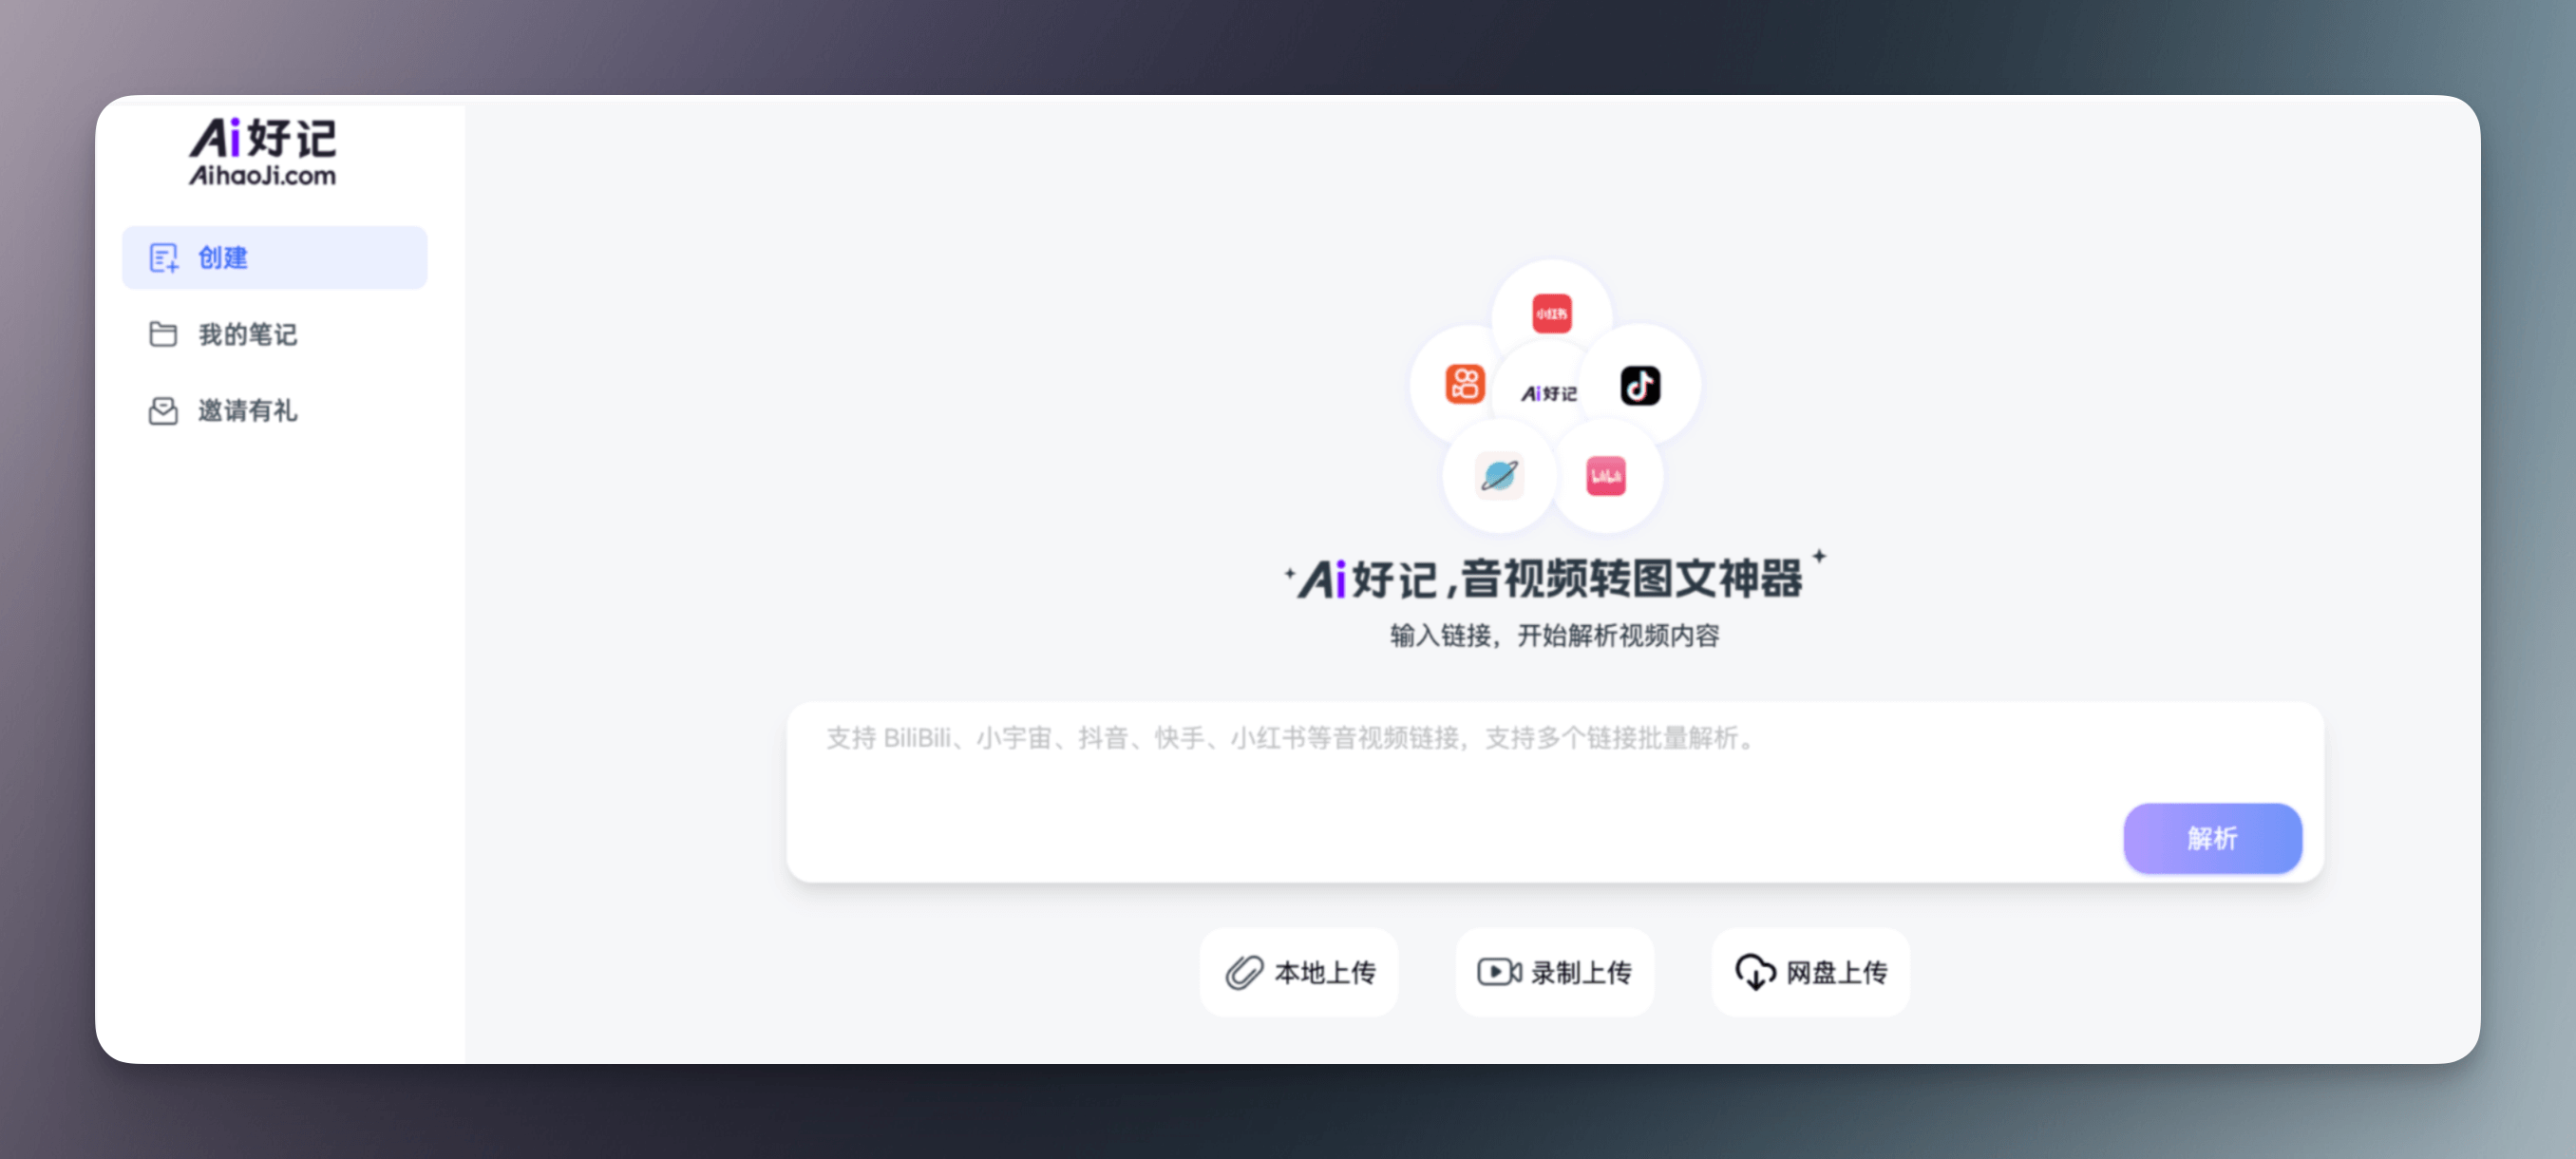 Ai好记
AihaoJi.com
创建
我的笔记
邀请有礼
小红书
Ai好记
bilibili
Ai好记,音视频转图文神器
输入链接，开始解析视频内容
支持 BiliBili、小宇宙、抖音、快手、小红书等音视频链接，支持多个链接批量解析。
解析
本地上传
录制上传
网盘上传